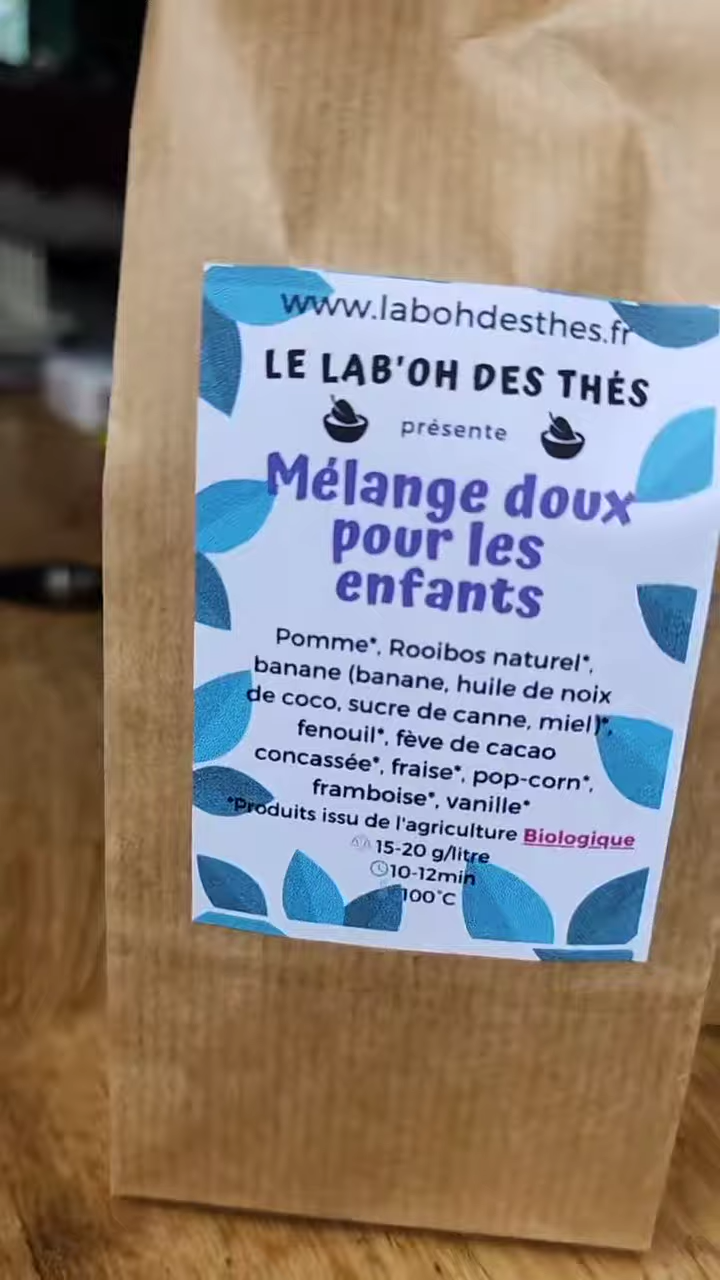 www.labohdesthes.fr
LE LAB'OH DES THÉS
présente
Mélange doux
pour les
enfants
Pomme*, Rooibos naturel*,
banane (banane, huile de noix
de coco, sucre de canne, miel)*,
fenouil*, fève de cacao
concassée*, fraise*, pop-corn*,
framboise*, vanille*
*Produits issu de l'agriculture Biologique
15-20 g/litre
10-12min
100°C